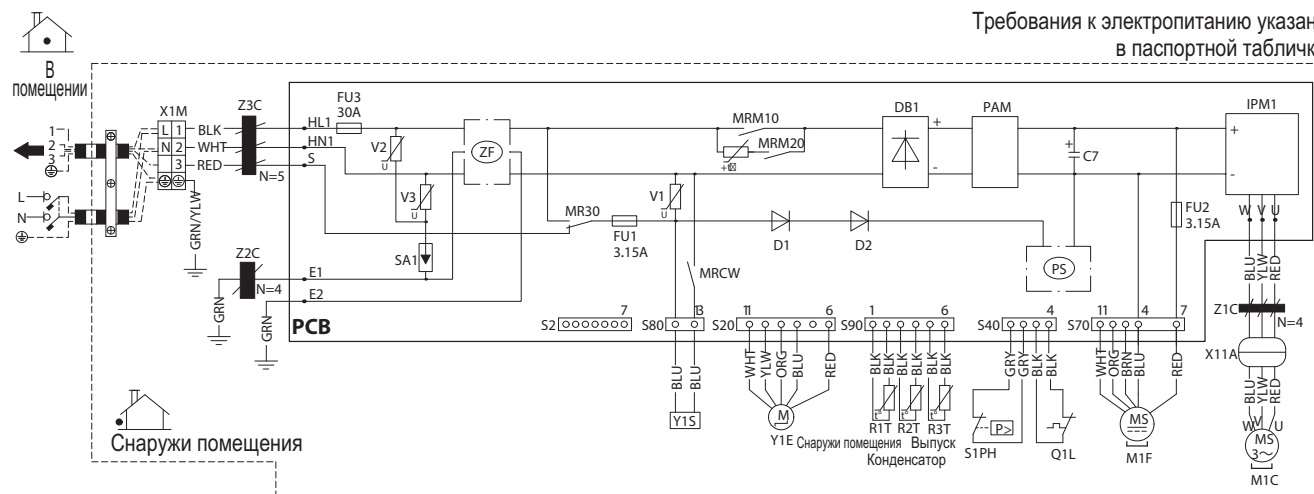 Требования к электропитанию указан
в паспортной табличк
В
помещении
1
2
3
L
N
X1M
L 1
N 2
3
BLK
WHT
RED
GRN/YLW
Z3C
N=5
HL1
HN1
S
FU3
30A
V2
U
V3
U
SA1
ZF
Z2C
N=4
E1
E2
GRN
GRN
PCB
MR30
FU1
3.15A
V1
U
MRCW
MRM10
MRM20
D1
D2
DB1
+
-
PAM
+
C7
PS
FU2
3.15A
IPM1
+
-
W V U
BLU
YLW
RED
Z1C
N=4
X11A
BLU
YLW
RED
W
V
U
MS
3~
M1C
S2
7
S80
1
3
BLU
BLU
Y1S
S20
1
6
WHT
YLW
ORG
BLU
RED
M
Y1E
S90
1
6
BLK
BLK
BLK
BLK
BLK
BLK
t°
t°
t°
R1T
R2T
R3T
Снаружи помещения
Выпуск
Конденсатор
S40
4
GRY
GRY
BLK
BLK
P>
S1PH
Q1L
S70
1
4
7
WHT
ORG
BRN
BLU
RED
MS
M1F
Снаружи помещения